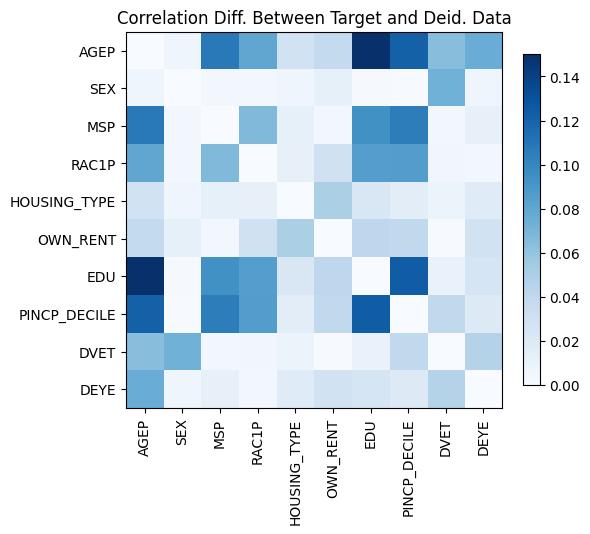 Correlation Diff. Between Target and Deid. Data
AGEP
SEX
MSP
RAC1P
HOUSING_TYPE
OWN_RENT
EDU
PINCP_DECILE
DVET
DEYE
AGEP
SEX
MSP
RAC1P
HOUSING_TYPE
OWN_RENT
EDU
PINCP_DECILE
DVET
DEYE
0.14
0.12
0.10
0.08
0.06
0.04
0.02
0.00